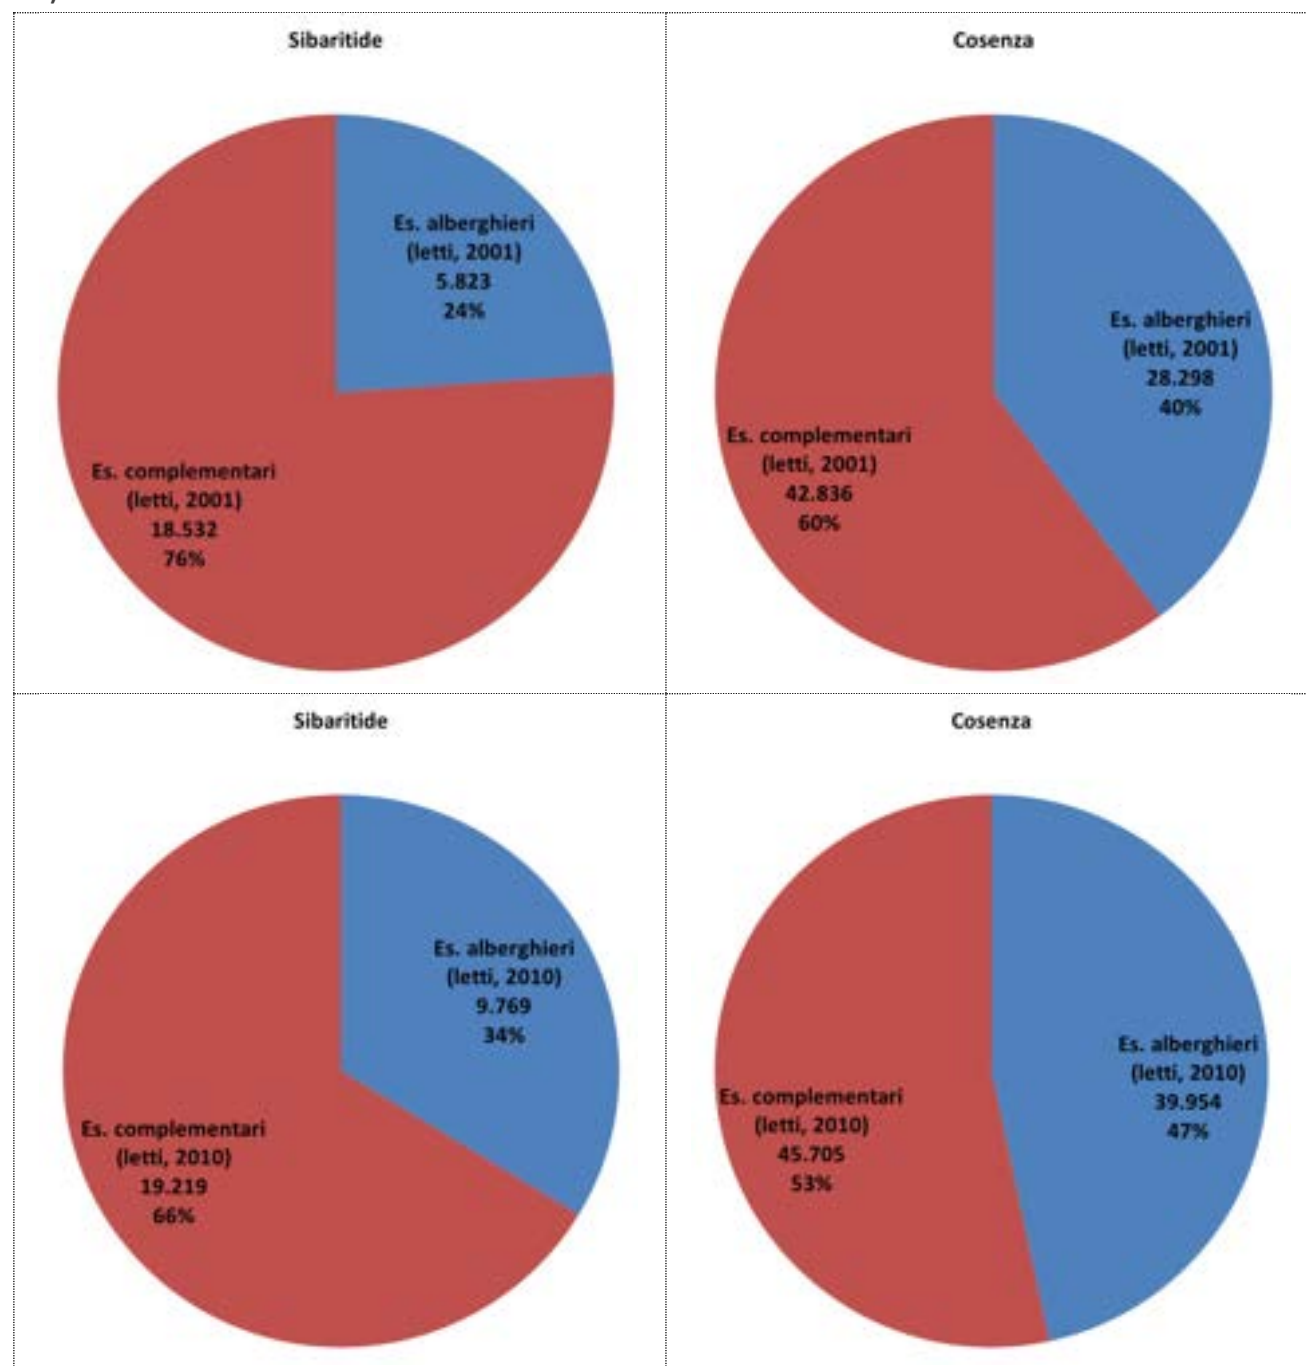 Sibaritide
Es. alberghieri
(letti, 2001)
5.823
24%
Es. complementari
(letti, 2001)
18.532
76%
Cosenza
Es. alberghieri
(letti, 2001)
28.298
40%
Es. complementari
(letti, 2001)
42.836
60%
Sibaritide
Es. alberghieri
(letti, 2010)
9.769
34%
Es. complementari
(letti, 2010)
19.219
66%
Cosenza
Es. alberghieri
(letti, 2010)
39.954
47%
Es. complementari
(letti, 2010)
45.705
53%